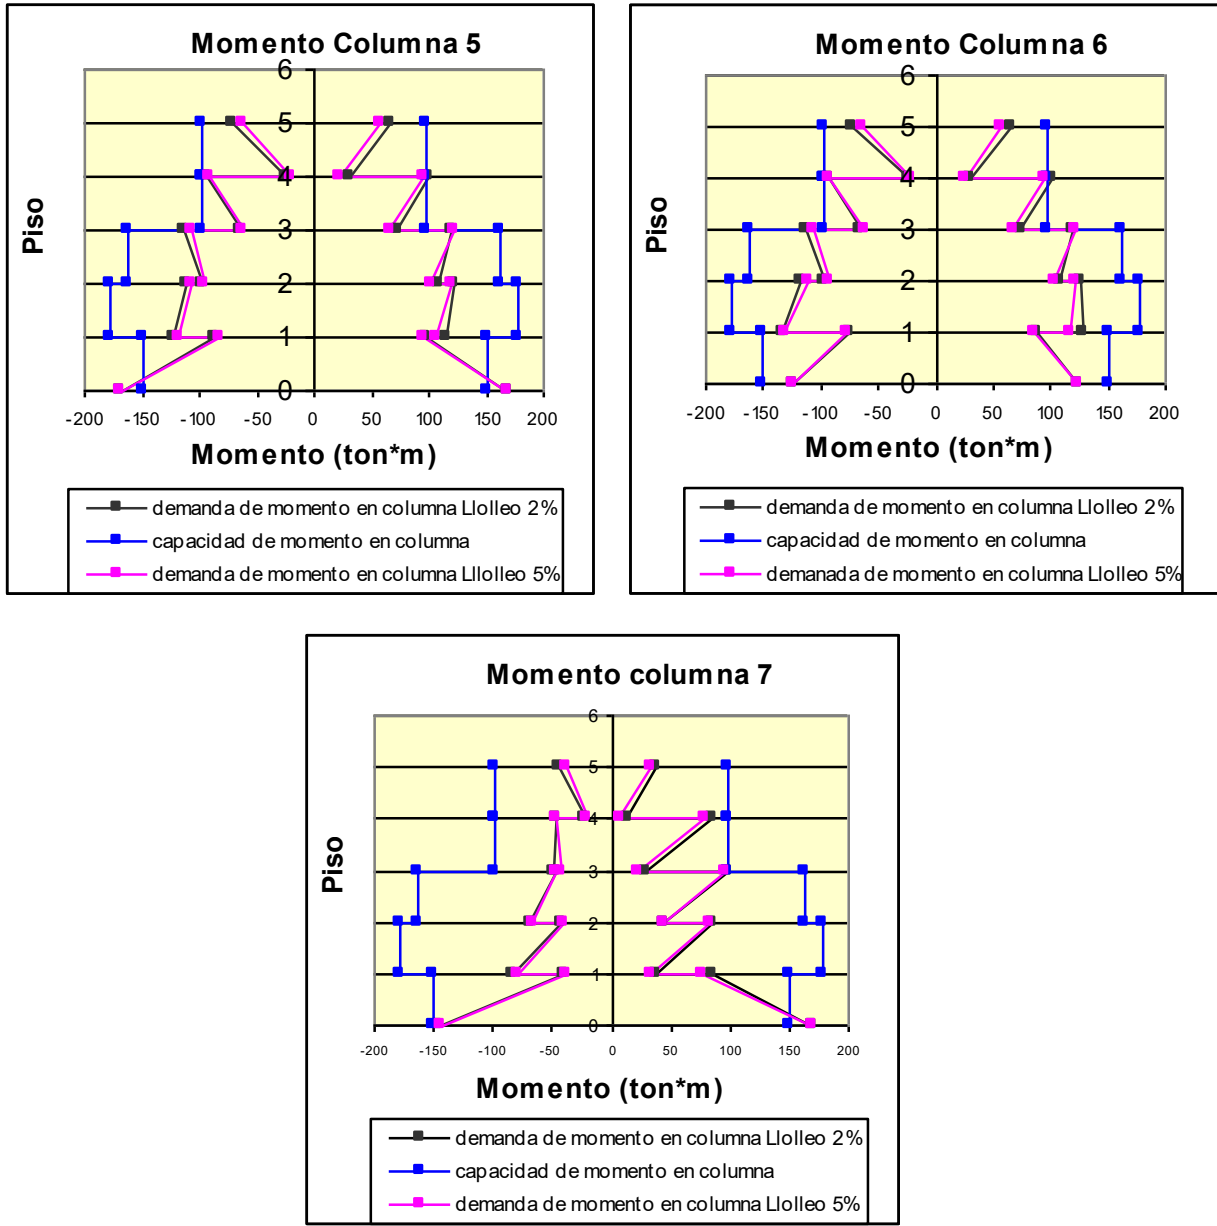 Momento Columna 5
6
5
4
3
2
1
0
-200 -150 -100 -50 0 50 100 150 200
Piso
Momento (ton*m)
demanda de momento en columna Llolleo 2%
capacidad de momento en columna
demanda de momento en columna Lllolleo 5%
Momento Columna 6
6
5
4
3
2
1
0
-200 -150 -100 -50 0 50 100 150 200
Piso
Momento (ton*m)
demanda de momento en columna Llolleo 2%
capacidad de momento en columna
demanada de momento en columna Llolleo 5%
Momento columna 7
6
5
4
3
2
1
0
-200 -150 -100 -50 0 50 100 150 200
Piso
Momento (ton*m)
demanda de momento en columna Llolleo 2%
capacidad de momento en columna
demanda de momento en columna Llolleo 5%